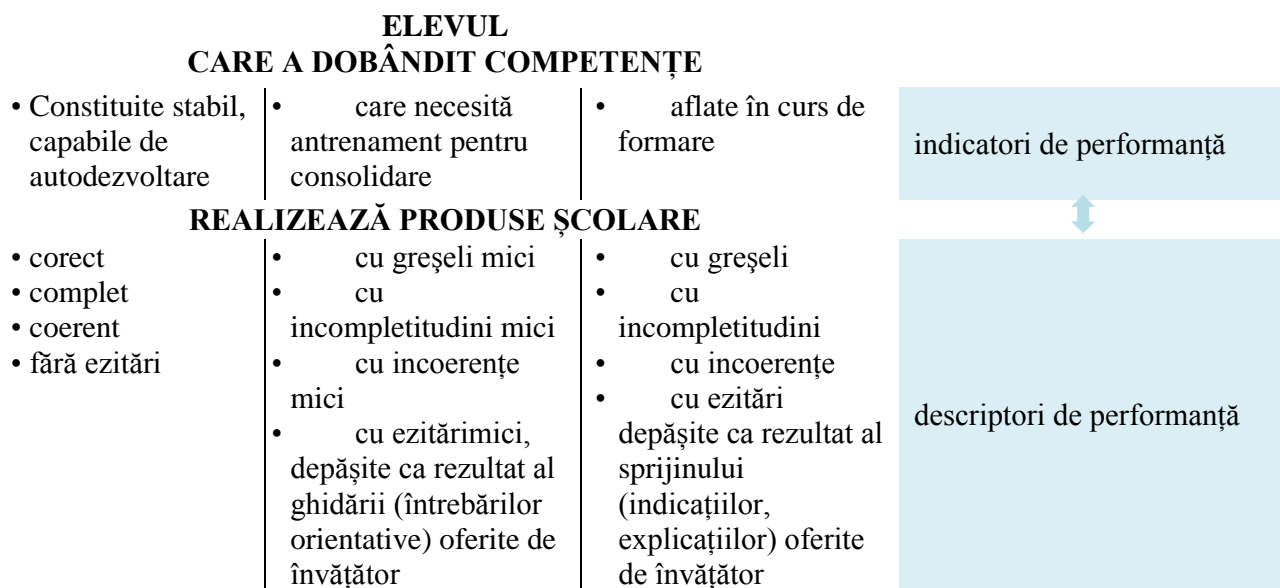 ELEVUL
CARE A DOBÂNDIT COMPETENȚE
• Constituite stabil,
capabile de
autodezvoltare
• care necesită
antrenament pentru
consolidare
• aflate în curs de
formare
indicatori de performanță
REALIZEAZĂ PRODUSE ȘCOLARE
• corect
• complet
• coerent
• fără ezitări
• cu greşeli mici
• cu
incompletitudini mici
• cu incoerențe
mici
• cu ezitărimici,
depășite ca rezultat al
ghidării (întrebărilor
orientative) oferite de
învățător
• cu greşeli
• cu
incompletitudini
• cu incoerențe
• cu ezitări
depășite ca rezultat al
sprijinului
(indicațiilor,
explicațiilor) oferite
de învățător
descriptori de performanță